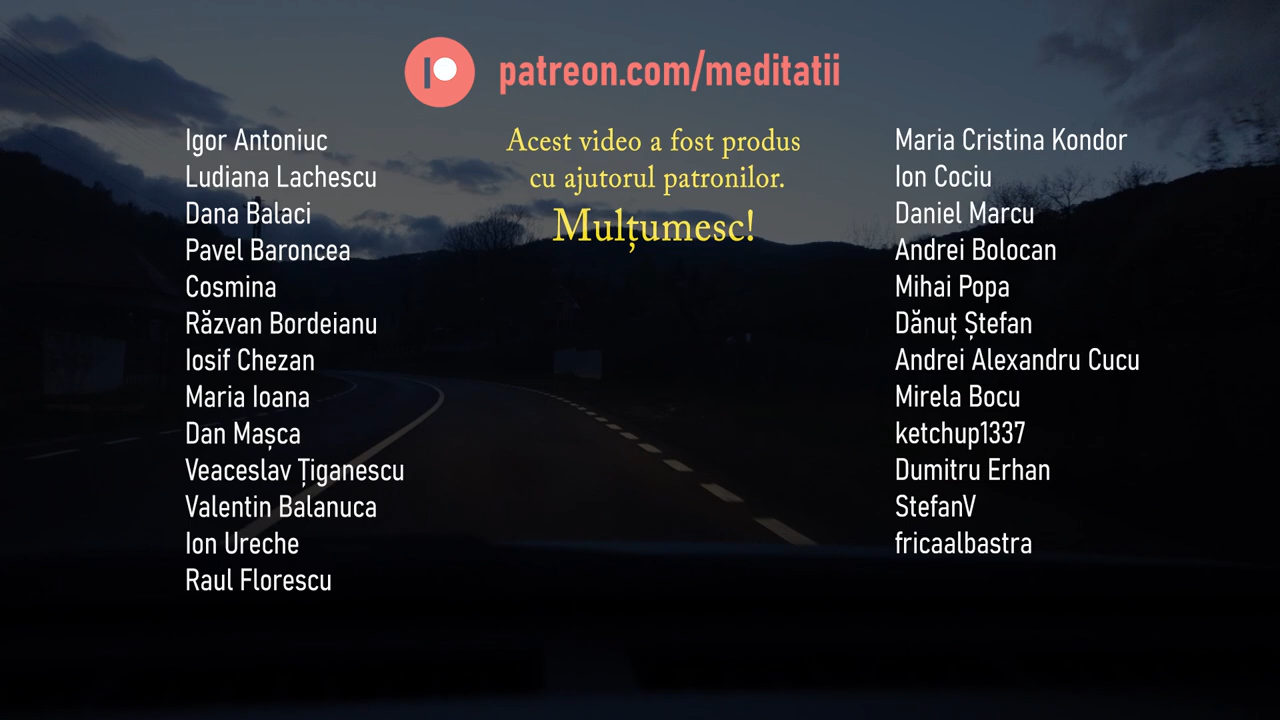 patreon.com/meditatii
Acest video a fost produs
cu ajutorul patronilor.
Mulțumesc!
Igor Antoniuc
Ludiana Lachescu
Dana Balaci
Pavel Baroncea
Cosmina
Răzvan Bordeianu
Iosif Chezan
Maria Ioana
Dan Mașca
Veaceslav Țiganescu
Valentin Balanuca
Ion Ureche
Raul Florescu
Maria Cristina Kondor
Ion Cociu
Daniel Marcu
Andrei Bolocan
Mihai Popa
Dănuț Ștefan
Andrei Alexandru Cucu
Mirela Bocu
ketchup1337
Dumitru Erhan
StefanV
fricaalbastra